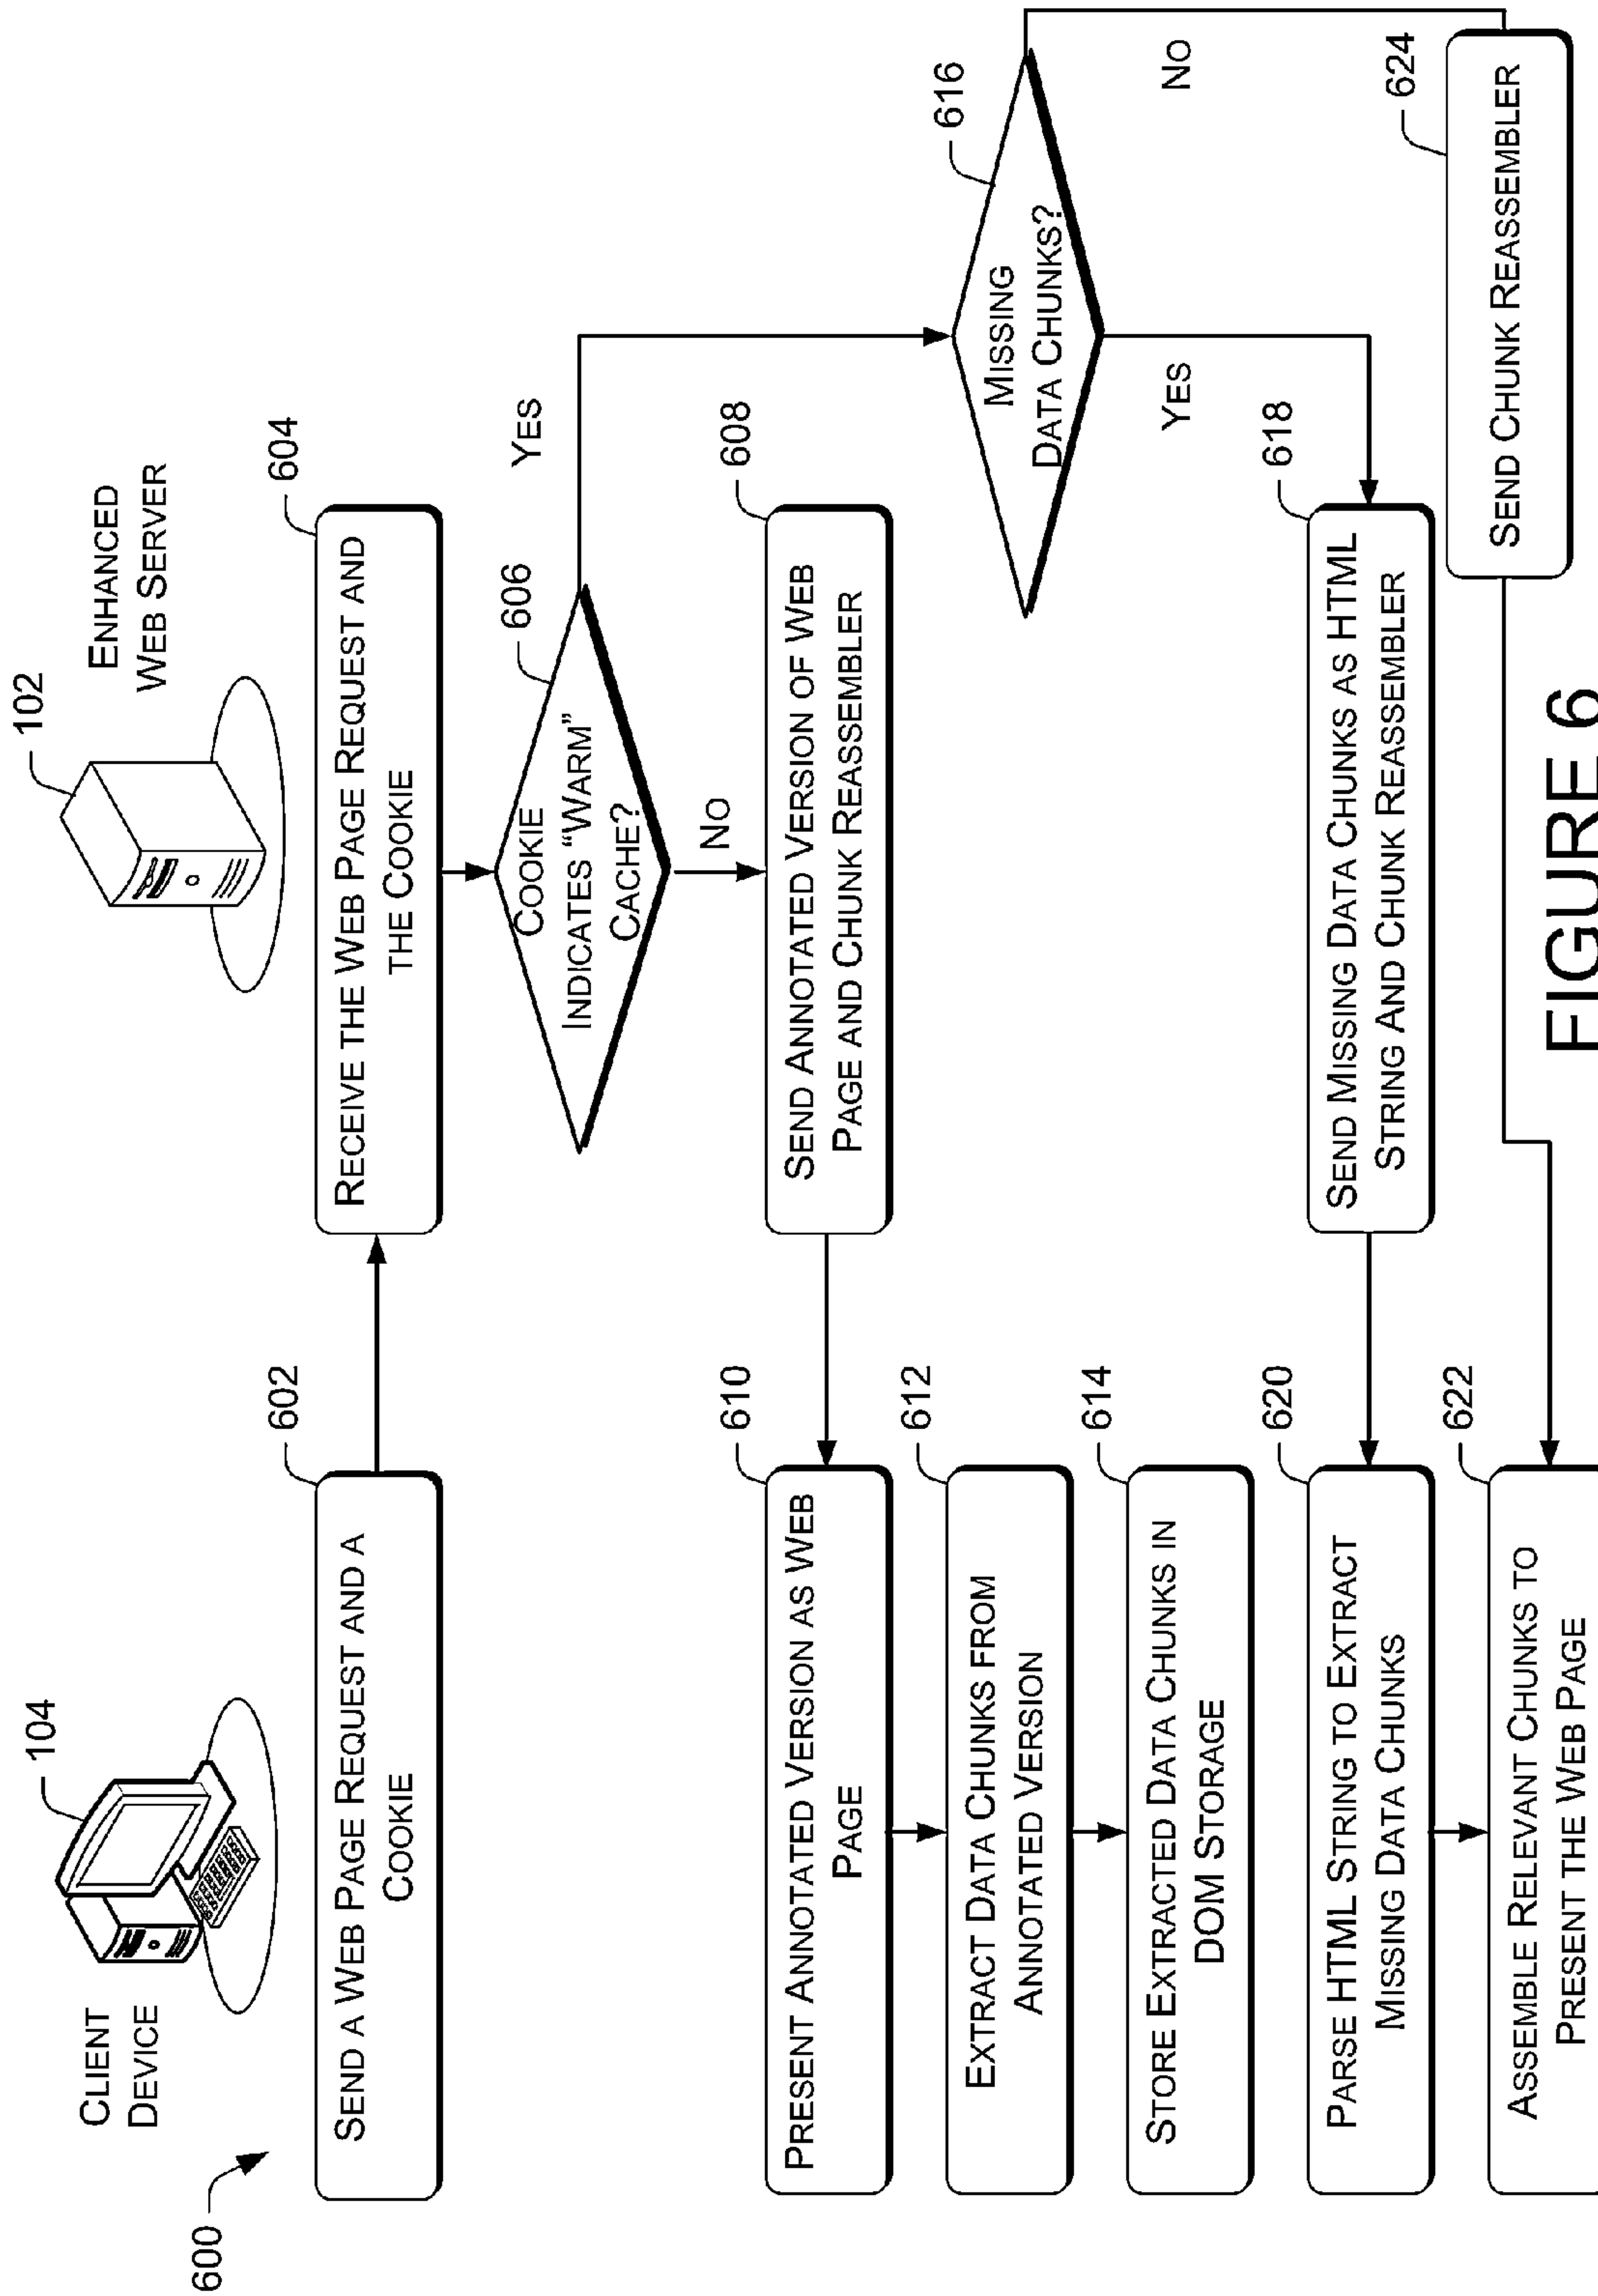 600
CLIENT
DEVICE
104
102
ENHANCED
WEB SERVER
602
SEND A WEB PAGE REQUEST AND A
COOKIE
604
RECEIVE THE WEB PAGE REQUEST AND
THE COOKIE
606
COOKIE
INDICATES “WARM”
CACHE?
YES
NO
608
SEND ANNOTATED VERSION OF WEB
PAGE AND CHUNK REASSEMBLER
610
PRESENT ANNOTATED VERSION AS WEB
PAGE
612
EXTRACT DATA CHUNKS FROM
ANNOTATED VERSION
614
STORE EXTRACTED DATA CHUNKS IN
DOM STORAGE
616
MISSING
DATA CHUNKS?
YES
NO
618
SEND MISSING DATA CHUNKS AS HTML
STRING AND CHUNK REASSEMBLER
620
PARSE HTML STRING TO EXTRACT
MISSING DATA CHUNKS
622
ASSEMBLE RELEVANT CHUNKS TO
PRESENT THE WEB PAGE
624
SEND CHUNK REASSEMBLER
FIGURE 6